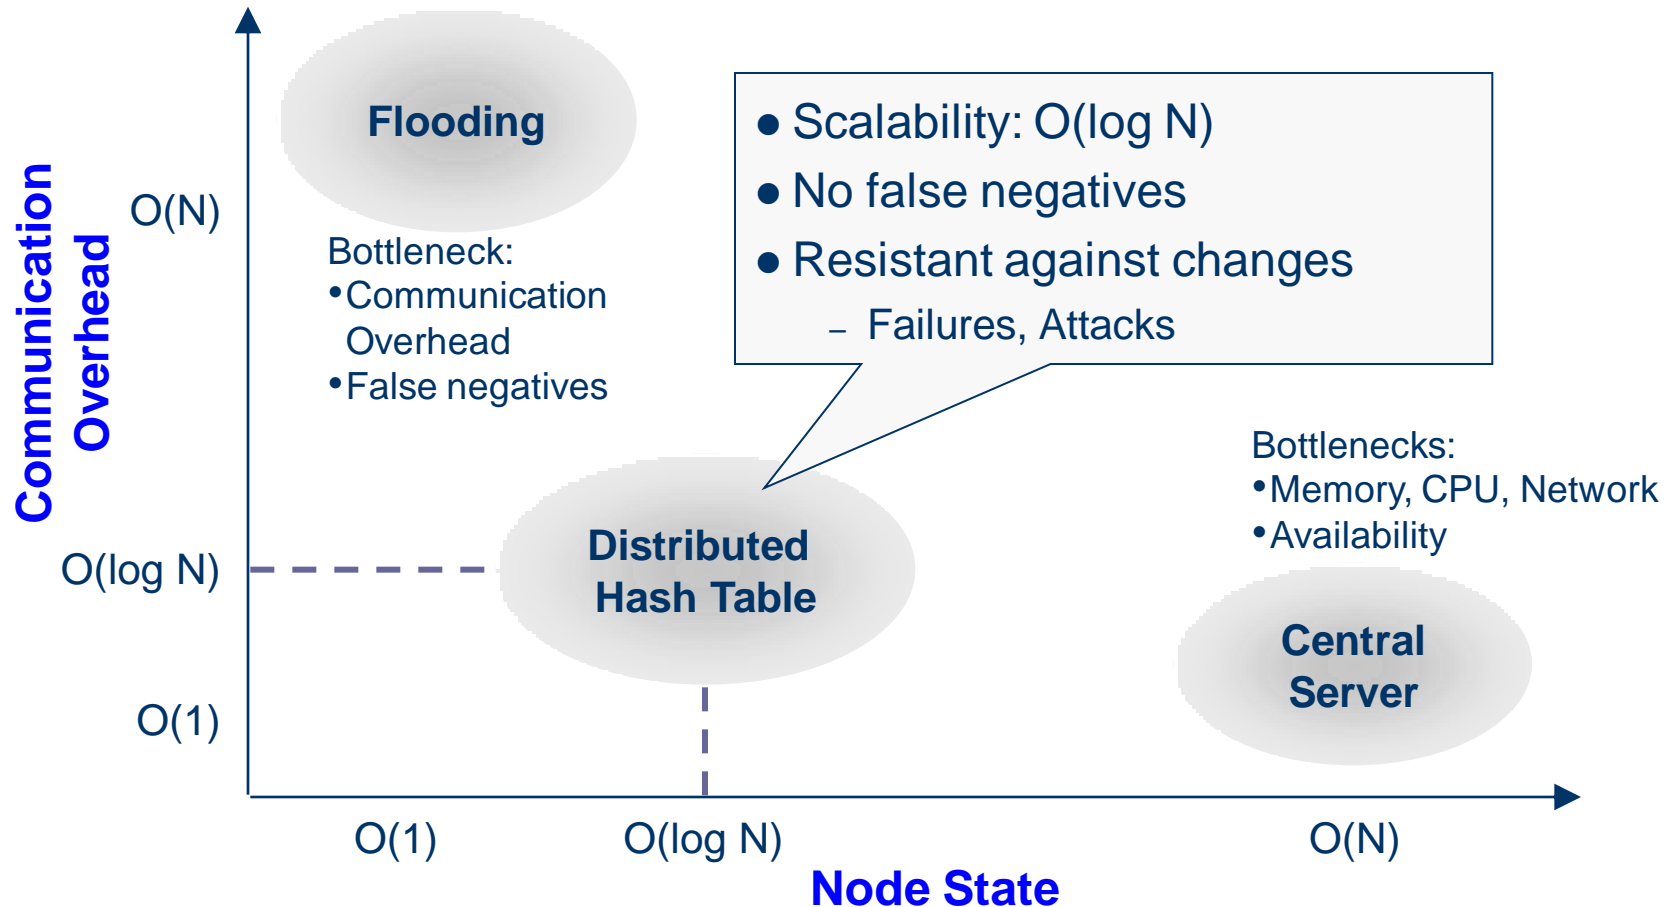 Communication
Overhead
O(N)
O(log N)
O(1)
Flooding
Bottleneck:
•Communication
Overhead
•False negatives
● Scalability: O(log N)
● No false negatives
● Resistant against changes
– Failures, Attacks
Distributed
Hash Table
Bottlenecks:
•Memory, CPU, Network
•Availability
Central
Server
O(1)
O(log N)
O(N)
Node State